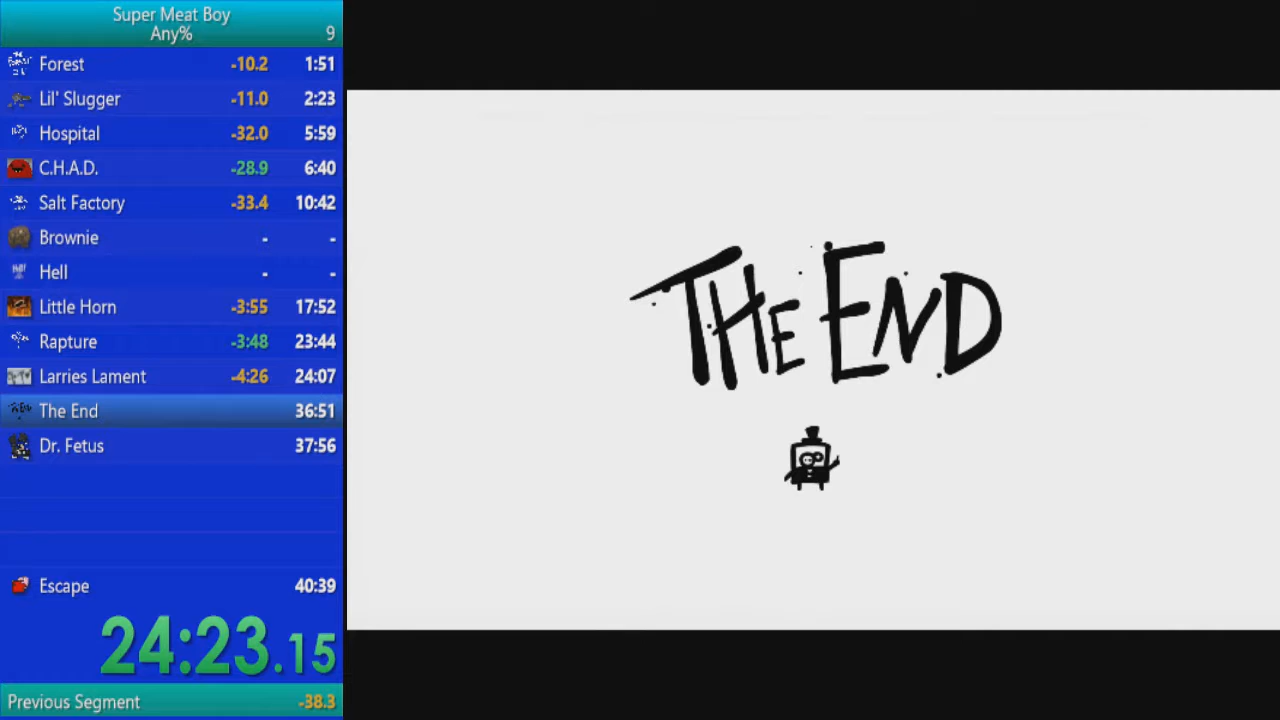 Super Meat Boy
Any% 9
Forest -10.2 1:51
Lil' Slugger -11.0 2:23
Hospital -32.0 5:59
C.H.A.D. -28.9 6:40
Salt Factory -33.4 10:42
Brownie - -
Hell - -
Little Horn -3:55 17:52
Rapture -3:48 23:44
Larries Lament -4:26 24:07
The End 36:51
Dr. Fetus 37:56
Escape 40:39
24:23.15
Previous Segment -38.3
THE END